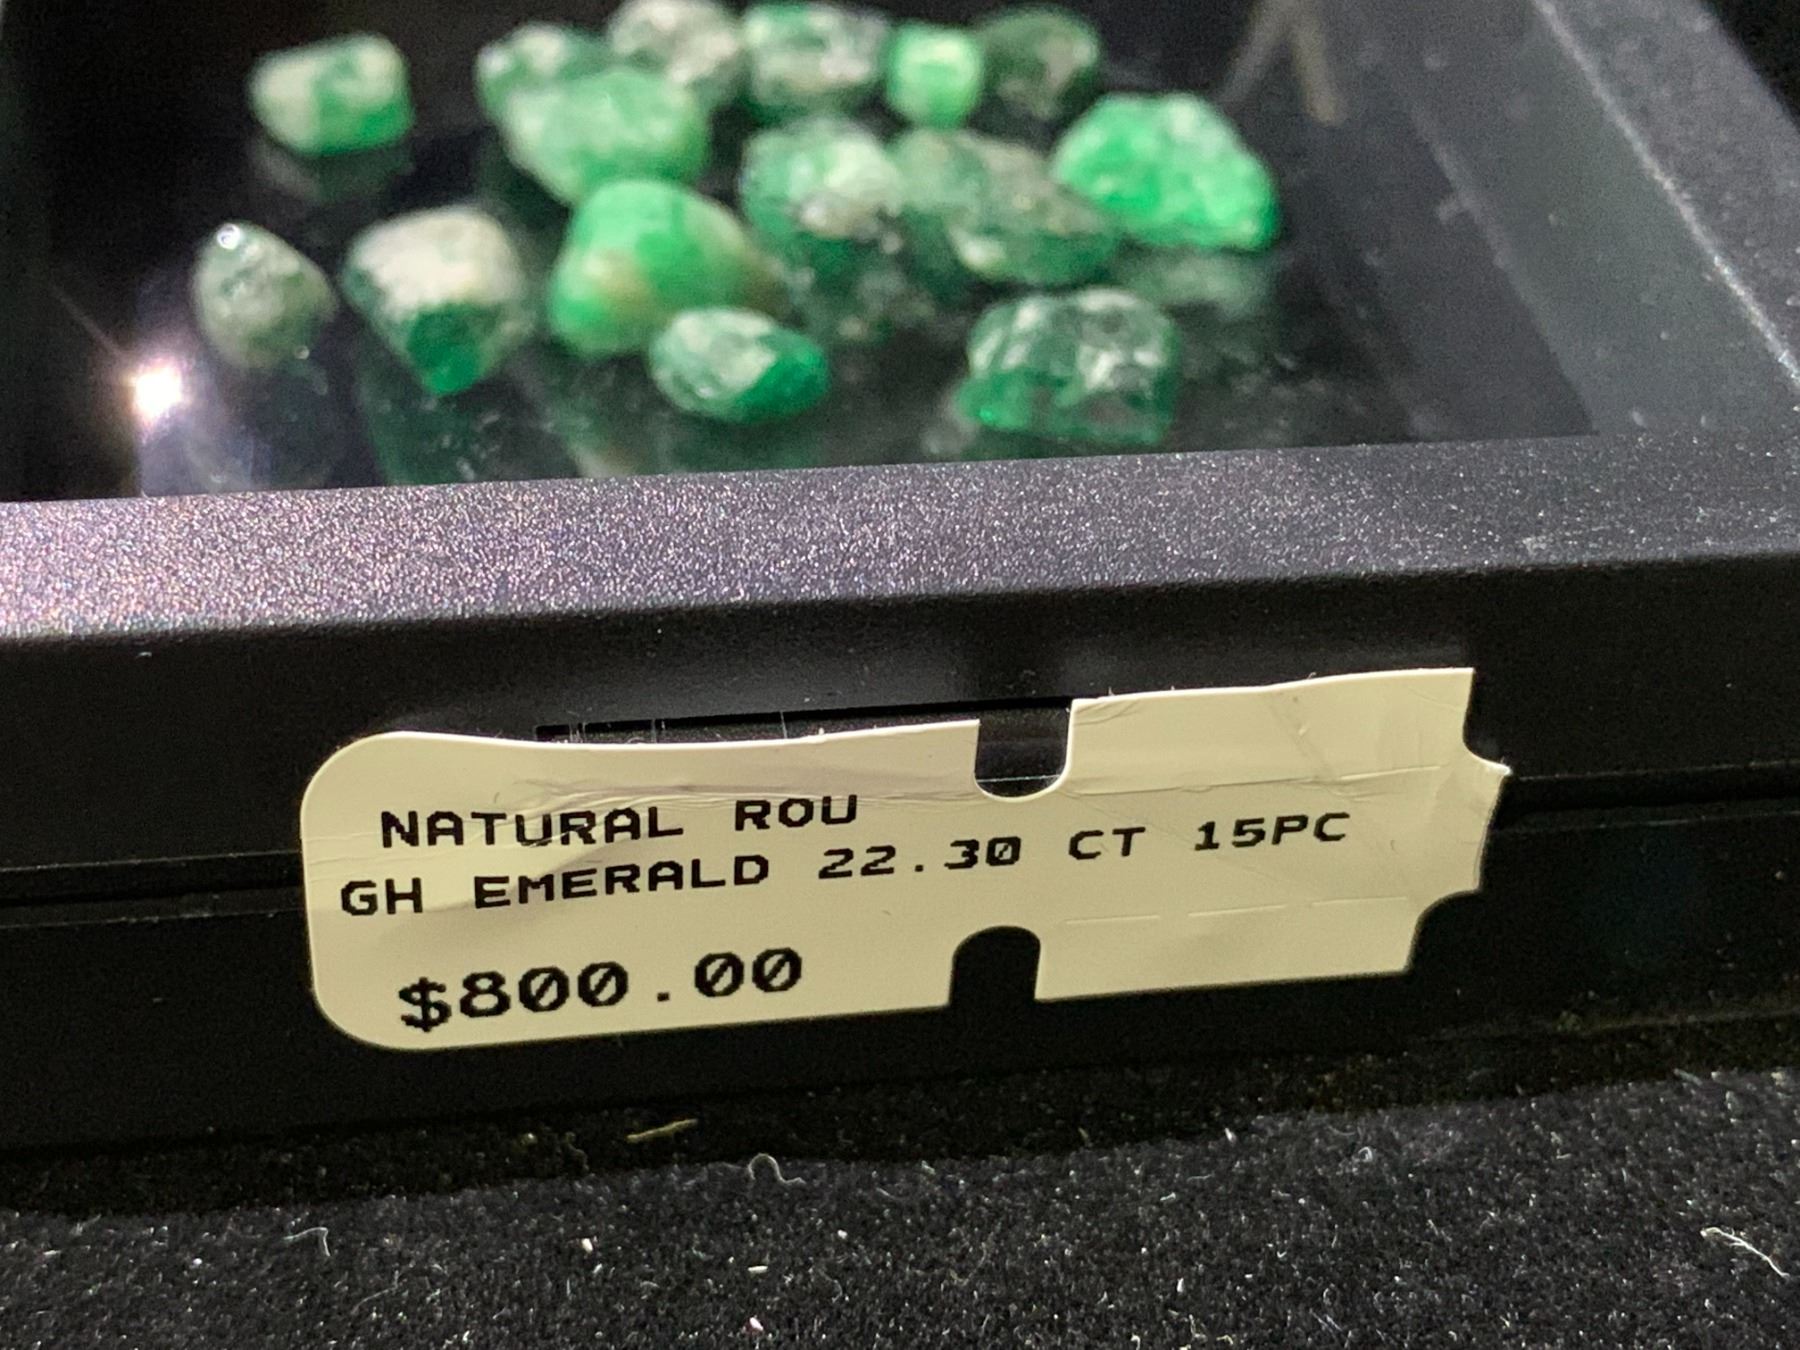 NATURAL ROU
GH EMERALD 22.30 CT 15PC
$800.00